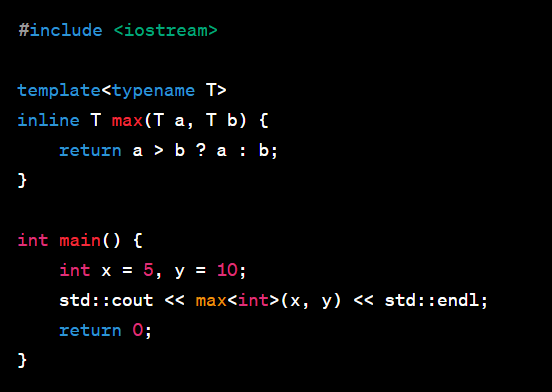 #include <iostream>

template<typename T>
inline T max(T a, T b) {
    return a > b ? a : b;
}

int main() {
    int x = 5, y = 10;
    std::cout << max<int>(x, y) << std::endl;
    return 0;
}